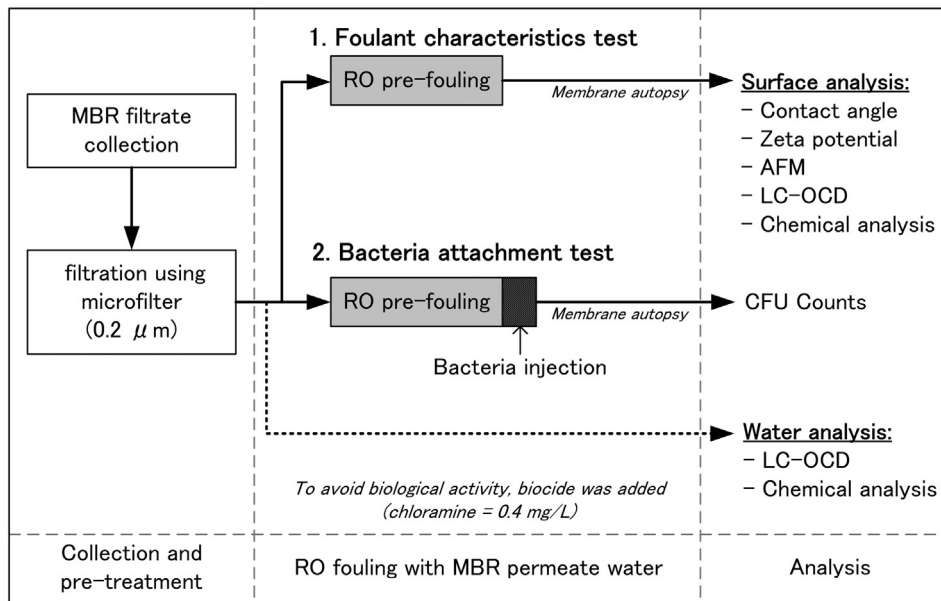 1. Foulant characteristics test
RO pre-fouling
Membrane autopsy
Surface analysis:
- Contact angle
- Zeta potential
- AFM
- LC-OCD
- Chemical analysis
MBR filtrate
collection
filtration using
microfilter
(0.2 μm)
2. Bacteria attachment test
RO pre-fouling
Membrane autopsy
CFU Counts
Bacteria injection
Water analysis:
- LC-OCD
- Chemical analysis
To avoid biological activity, biocide was added
(chloramine = 0.4 mg/L)
Collection and
pre-treatment
RO fouling with MBR permeate water
Analysis